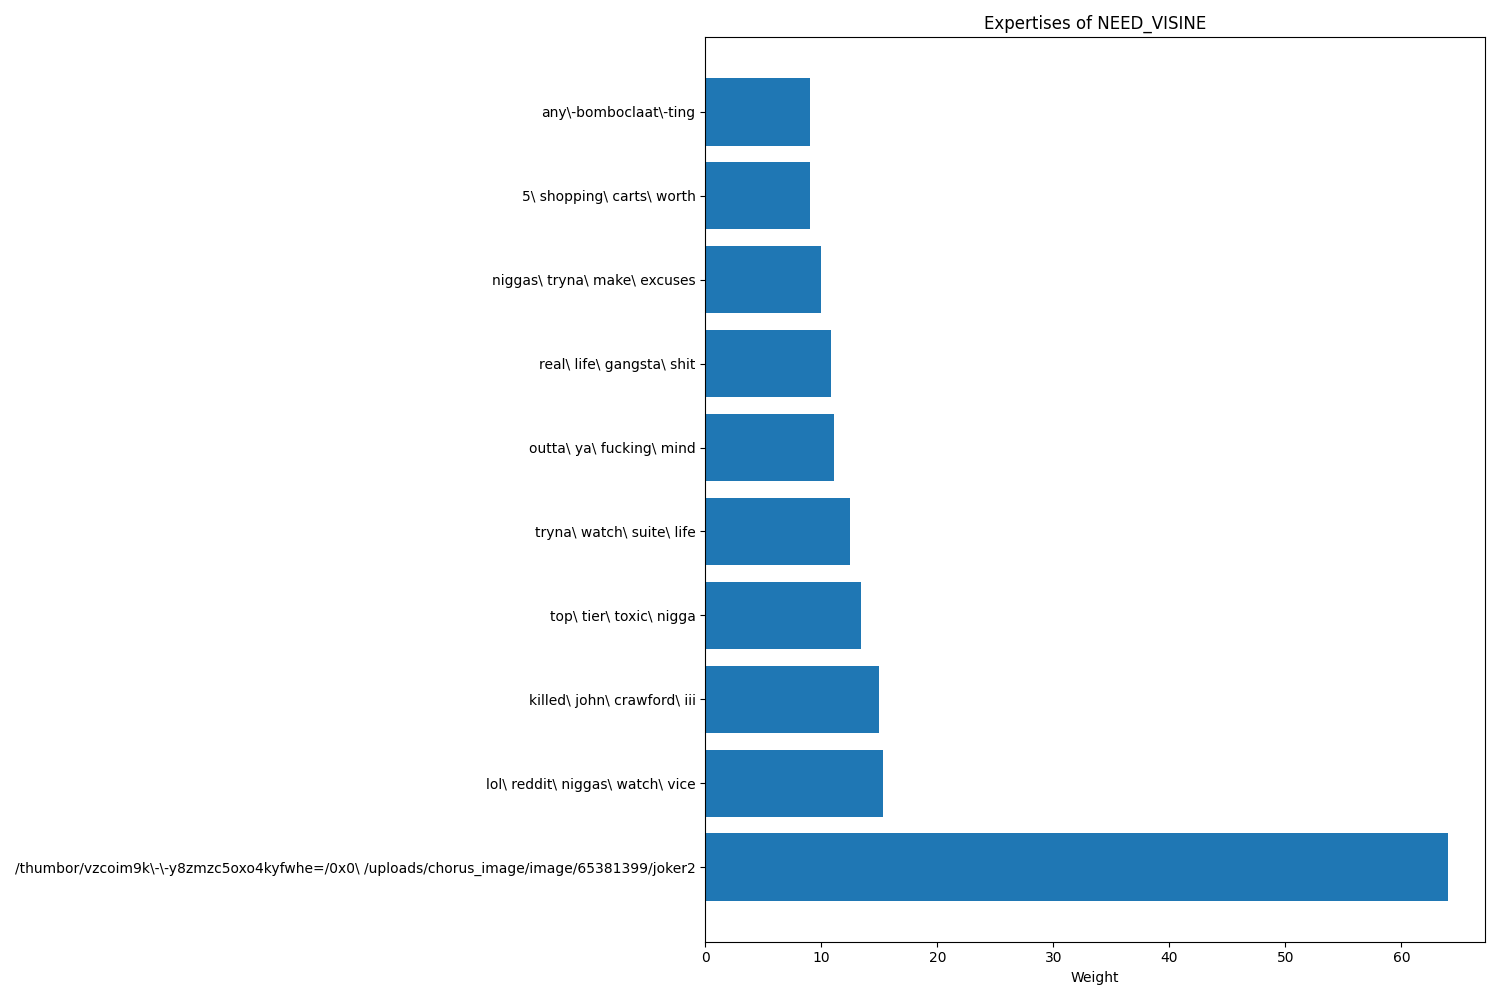 Expertises of NEED_VISINE
any\-bomboclaat\-ting
5\ shopping\ carts\ worth
niggas\ tryna\ make\ excuses
real\ life\ gangsta\ shit
outta\ ya\ fucking\ mind
tryna\ watch\ suite\ life
top\ tier\ toxic\ nigga
killed\ john\ crawford\ iii
lol\ reddit\ niggas\ watch\ vice
/thumbor/vzcoim9k\-\-y8zmzc5oxo4kyfwhe=/0x0\ /uploads/chorus_image/image/65381399/joker2
0 10 20 30 40 50 60
Weight